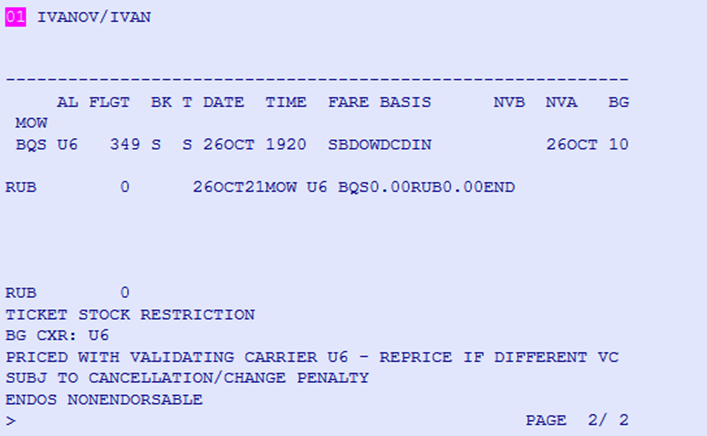 01 IVANOV/IVAN
------------------------------------------------------------
AL FLGT BK T DATE TIME FARE BASIS NVB NVA BG
MOW
BQS U6 349 S S 26OCT 1920 SBDOWDCDIN 26OCT 10
RUB 0 26OCT21MOW U6 BQS0.00RUB0.00END
RUB 0
TICKET STOCK RESTRICTION
BG CXR: U6
PRICED WITH VALIDATING CARRIER U6 - REPRICE IF DIFFERENT VC
SUBJ TO CANCELLATION/CHANGE PENALTY
ENDOS NONENDORSABLE
> PAGE 2/ 2